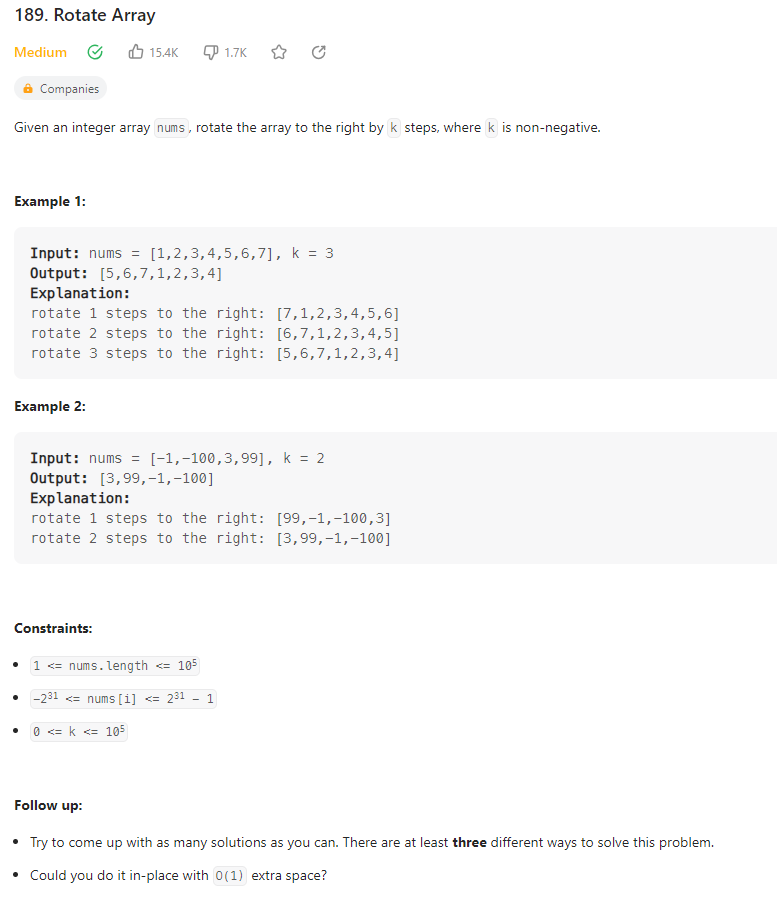 189. Rotate Array
Medium 15.4K 1.7K
Companies
Given an integer array nums, rotate the array to the right by k steps, where k is non-negative.
Example 1:
Input: nums = [1,2,3,4,5,6,7], k = 3
Output: [5,6,7,1,2,3,4]
Explanation:
rotate 1 steps to the right: [7,1,2,3,4,5,6]
rotate 2 steps to the right: [6,7,1,2,3,4,5]
rotate 3 steps to the right: [5,6,7,1,2,3,4]
Example 2:
Input: nums = [-1,-100,3,99], k = 2
Output: [3,99,-1,-100]
Explanation:
rotate 1 steps to the right: [99,-1,-100,3]
rotate 2 steps to the right: [3,99,-1,-100]
Constraints:
• 1 <= nums.length <= 10⁵
• -2³¹ <= nums[i] <= 2³¹ - 1
• 0 <= k <= 10⁵
Follow up:
• Try to come up with as many solutions as you can. There are at least three different ways to solve this problem.
• Could you do it in-place with O(1) extra space?